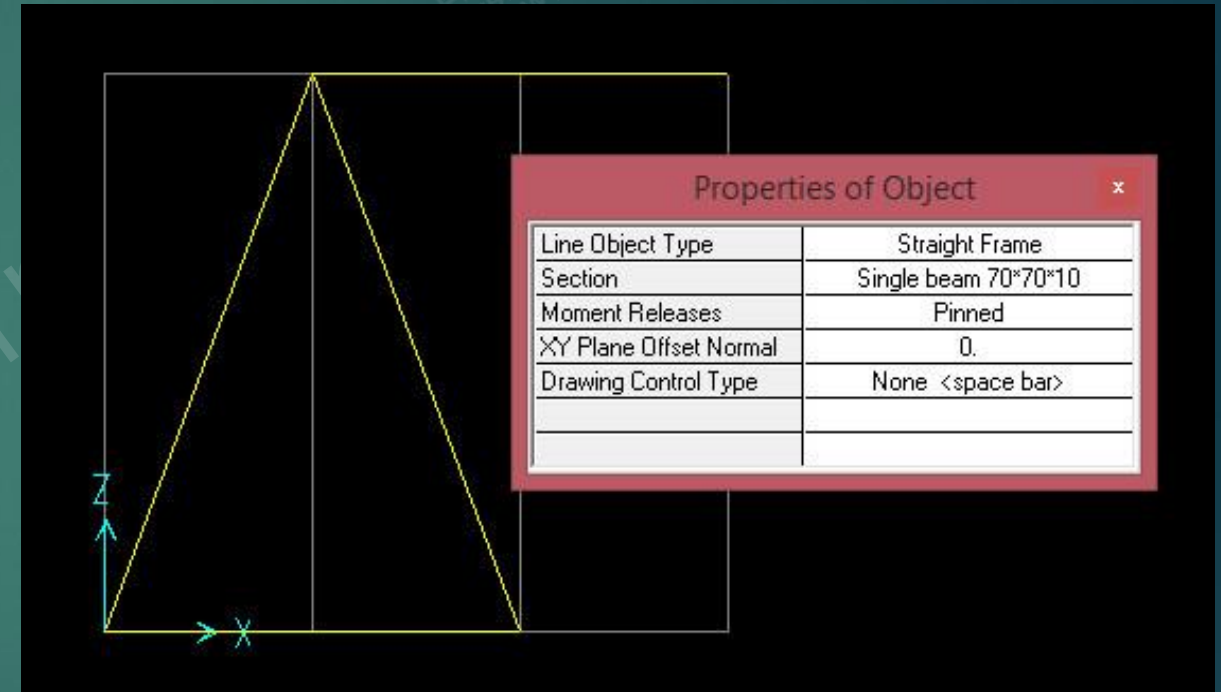 Properties of Object x
Line Object Type Straight Frame
Section Single beam 70*70*10
Moment Releases Pinned
XY Plane Offset Normal 0.
Drawing Control Type None <space bar>
Z
X